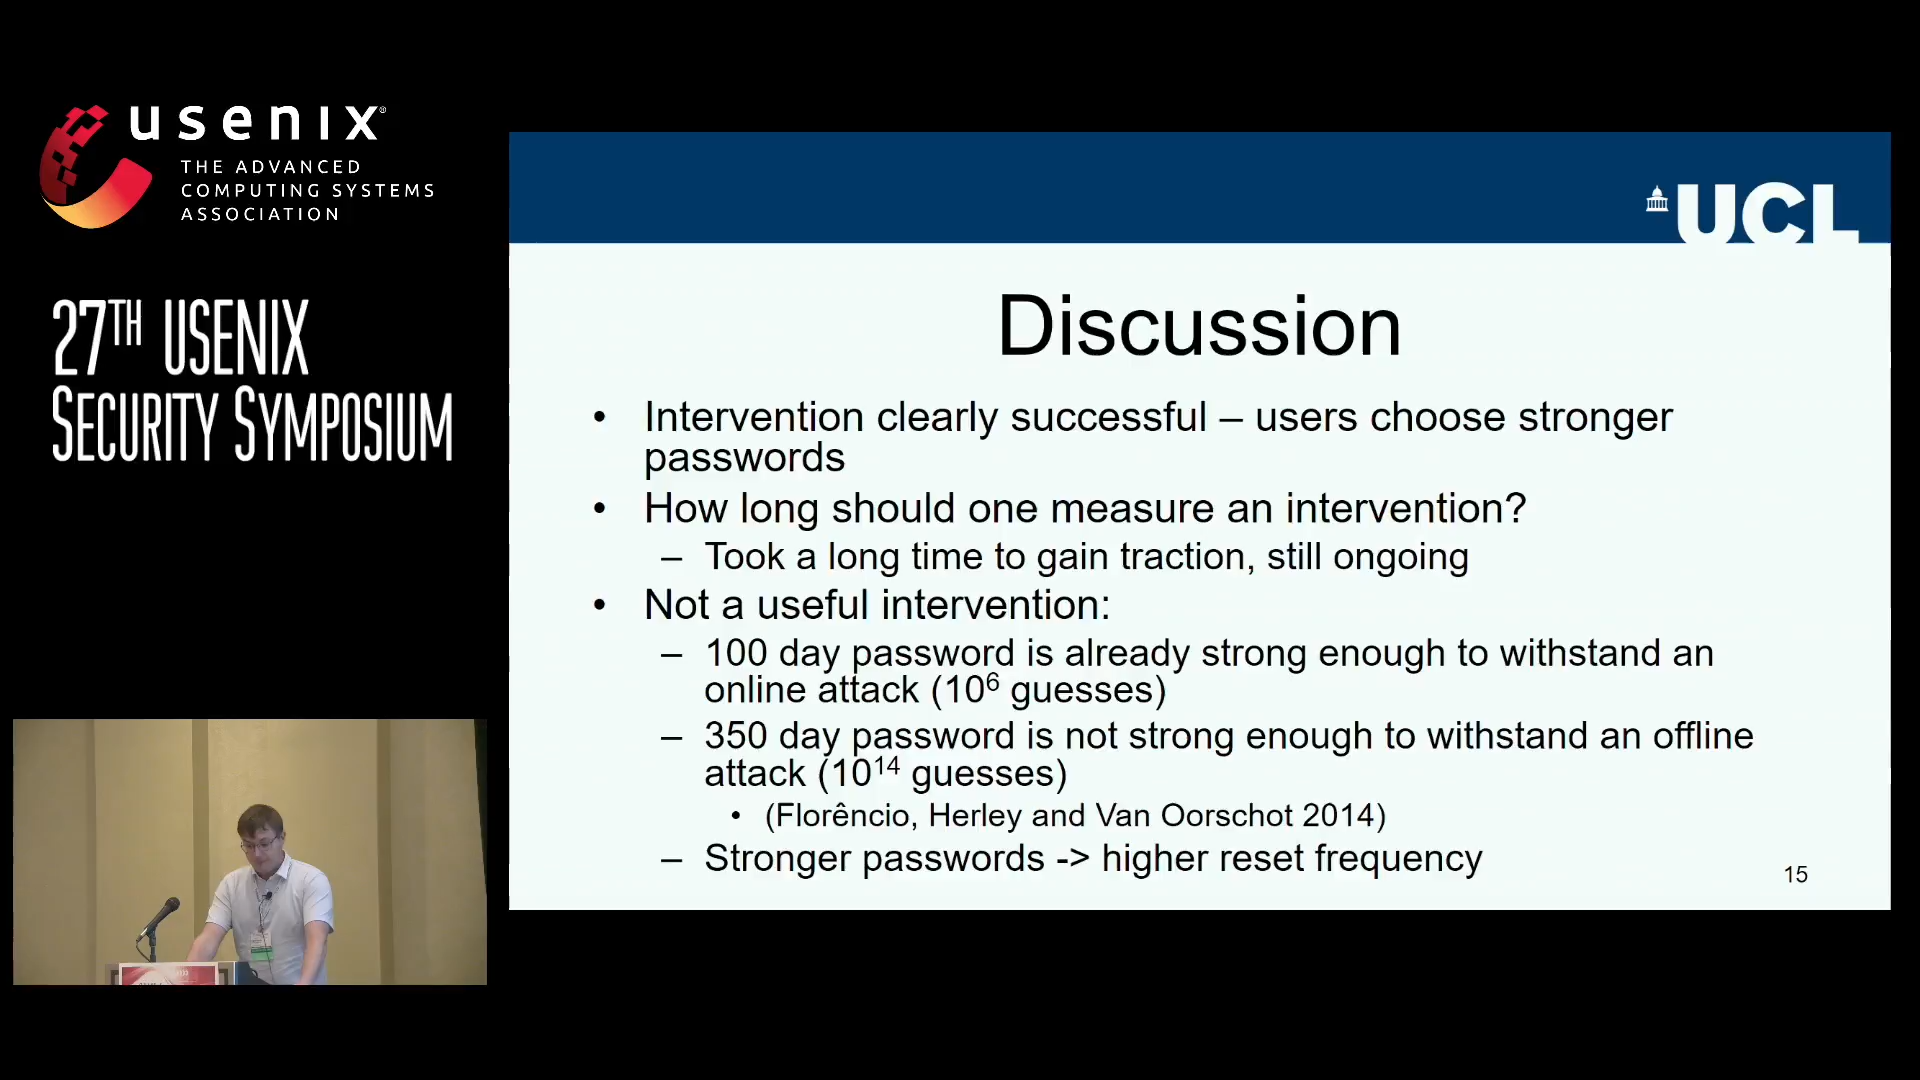 usenix®
THE ADVANCED
COMPUTING SYSTEMS
ASSOCIATION
27TH USENIX
SECURITY SYMPOSIUM
UCL
Discussion
• Intervention clearly successful – users choose stronger
passwords
• How long should one measure an intervention?
– Took a long time to gain traction, still ongoing
• Not a useful intervention:
– 100 day password is already strong enough to withstand an
online attack (10⁶ guesses)
– 350 day password is not strong enough to withstand an offline
attack (10¹⁴ guesses)
• (Florêncio, Herley and Van Oorschot 2014)
– Stronger passwords -> higher reset frequency
15